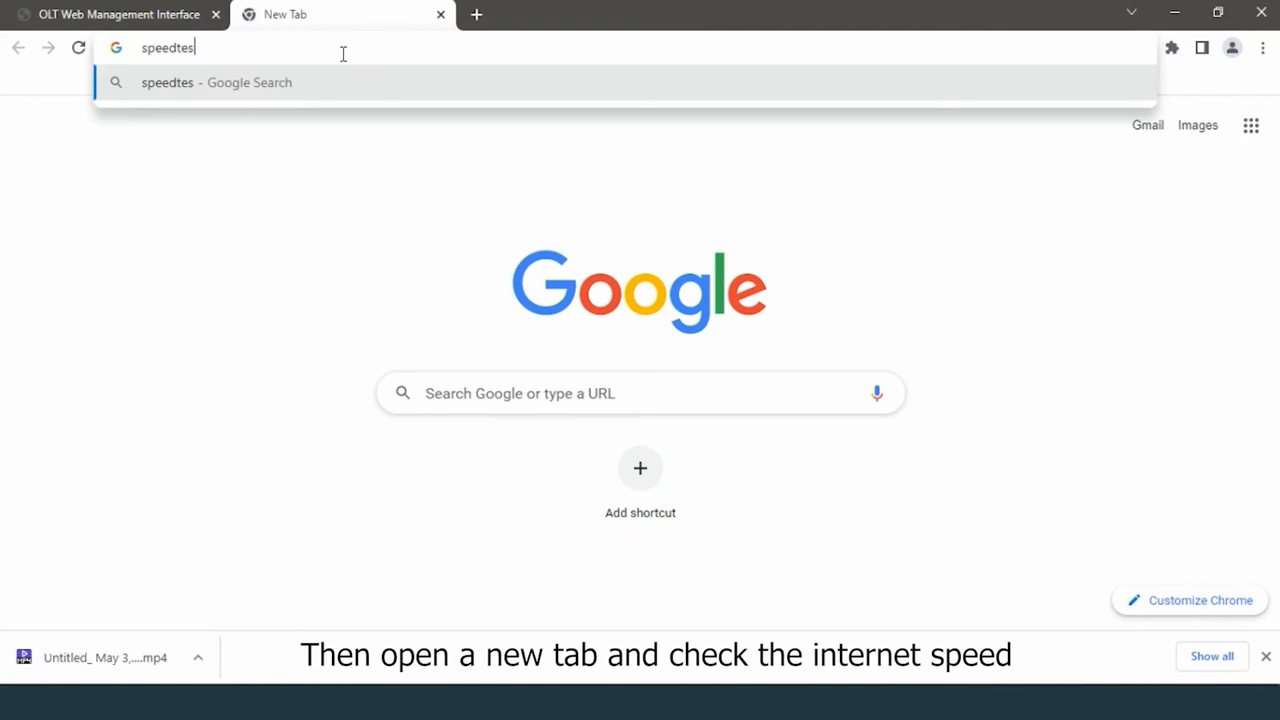 OLT Web Management Interface
New Tab
speedtes
speedtes - Google Search
Gmail
Images
Google
Search Google or type a URL
Add shortcut
Customize Chrome
Untitled_ May 3,....mp4
Then open a new tab and check the internet speed
Show all